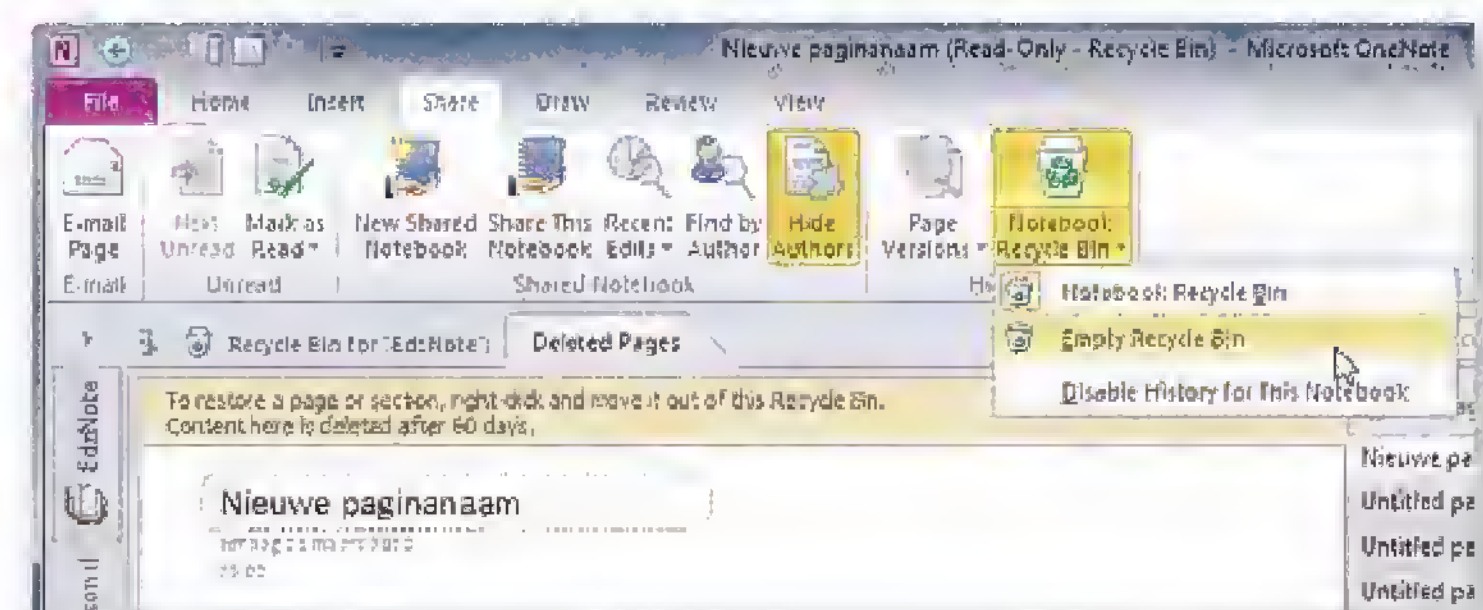 Nieuwe paginanaam (Read-Only - Recycle Bin) - Microsoft OneNote
File Home Insert Share Draw Review View
E-mail Page
Next Unread
Mark as Read
New Shared Notebook
Share This Notebook
Recent Edits
Find by Author
Hide Authors
Page Versions
Notebook Recycle Bin
E-mail Unread Shared Notebook
Notebook Recycle Bin
Empty Recycle Bin
Disable History for This Notebook
Recycle Bin for "EdzNote" Deleted Pages
To restore a page or section, right-click and move it out of this Recycle Bin.
Content here is deleted after 60 days.
EdzNote
Nieuwe paginanaam
Nieuwe pa
Untitled pa
Untitled pa
Untitled pa